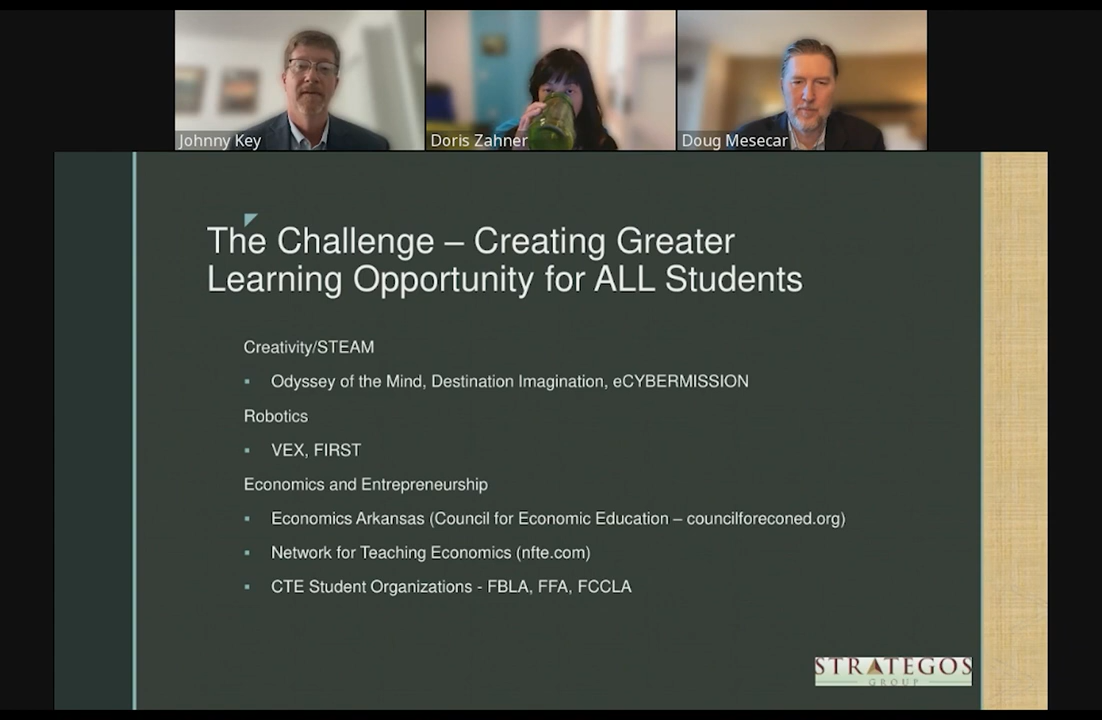 Johnny Key
Doris Zahner
Doug Mesecar
The Challenge – Creating Greater
Learning Opportunity for ALL Students
Creativity/STEAM
▪ Odyssey of the Mind, Destination Imagination, eCYBERMISSION
Robotics
▪ VEX, FIRST
Economics and Entrepreneurship
▪ Economics Arkansas (Council for Economic Education – councilforeconed.org)
▪ Network for Teaching Economics (nfte.com)
▪ CTE Student Organizations - FBLA, FFA, FCCLA
STRATEGOS
GROUP